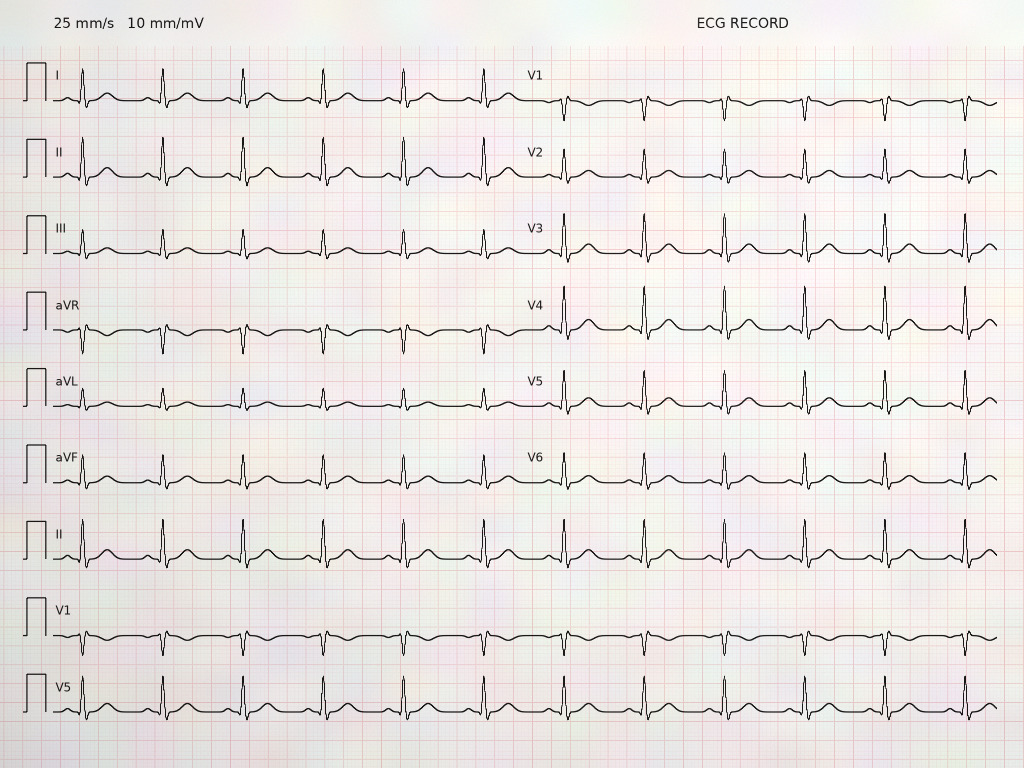 25 mm/s 10 mm/mV ECG RECORD
I V1
II V2
III V3
aVR V4
aVL V5
aVF V6
II
V1
V5